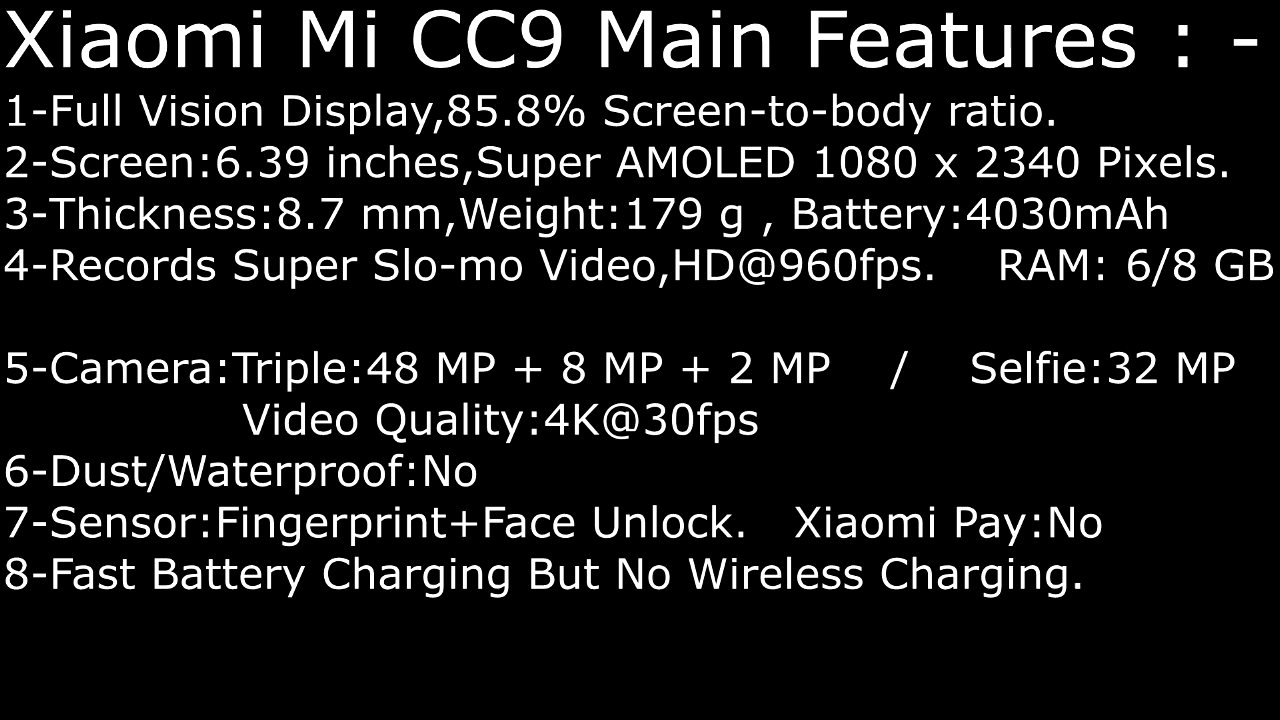 Xiaomi Mi CC9 Main Features : -
1-Full Vision Display,85.8% Screen-to-body ratio.
2-Screen:6.39 inches,Super AMOLED 1080 x 2340 Pixels.
3-Thickness:8.7 mm,Weight:179 g , Battery:4030mAh
4-Records Super Slo-mo Video,HD@960fps. RAM: 6/8 GB
5-Camera:Triple:48 MP + 8 MP + 2 MP / Selfie:32 MP
Video Quality:4K@30fps
6-Dust/Waterproof:No
7-Sensor:Fingerprint+Face Unlock. Xiaomi Pay:No
8-Fast Battery Charging But No Wireless Charging.